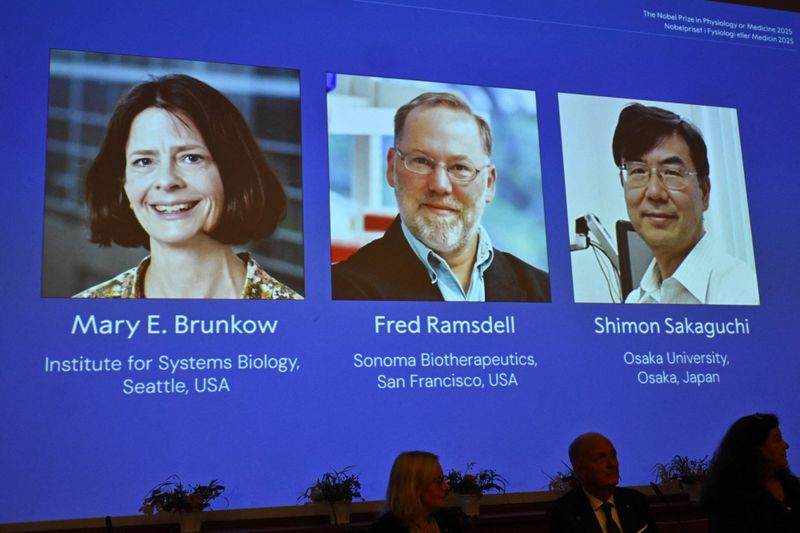 The Nobel Prize in Physiology or Medicine 2025
Nobelpriset i Fysiologi eller Medicin 2025
Mary E. Brunkow
Institute for Systems Biology,
Seattle, USA
Fred Ramsdell
Sonoma Biotherapeutics,
San Francisco, USA
Shimon Sakaguchi
Osaka University,
Osaka, Japan